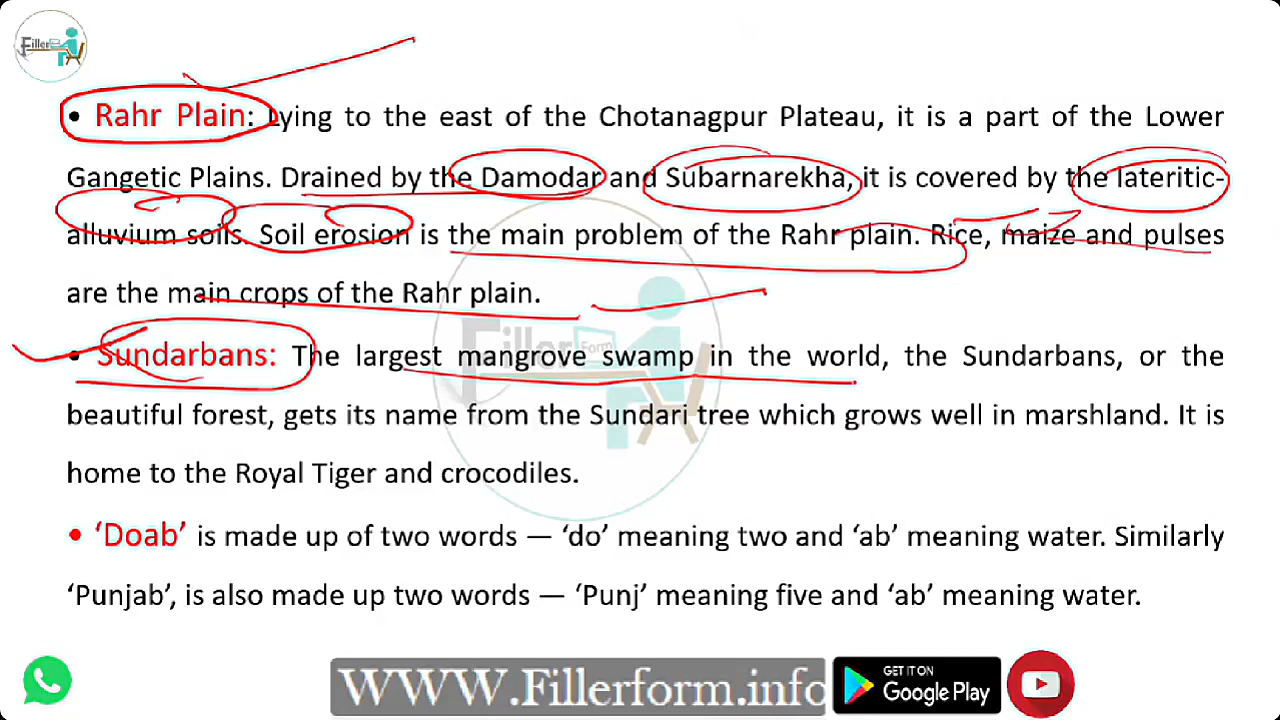 Filler
• Rahr Plain: Lying to the east of the Chotanagpur Plateau, it is a part of the Lower
Gangetic Plains. Drained by the Damodar and Subarnarekha, it is covered by the lateritic-
alluvium soils. Soil erosion is the main problem of the Rahr plain. Rice, maize and pulses
are the main crops of the Rahr plain.
Filler Form
• Sundarbans: The largest mangrove swamp in the world, the Sundarbans, or the
beautiful forest, gets its name from the Sundari tree which grows well in marshland. It is
home to the Royal Tiger and crocodiles.
• ‘Doab’ is made up of two words — ‘do’ meaning two and ‘ab’ meaning water. Similarly
‘Punjab’, is also made up two words — ‘Punj’ meaning five and ‘ab’ meaning water.
WWW.Fillerform.info
GET IT ON
Google Play